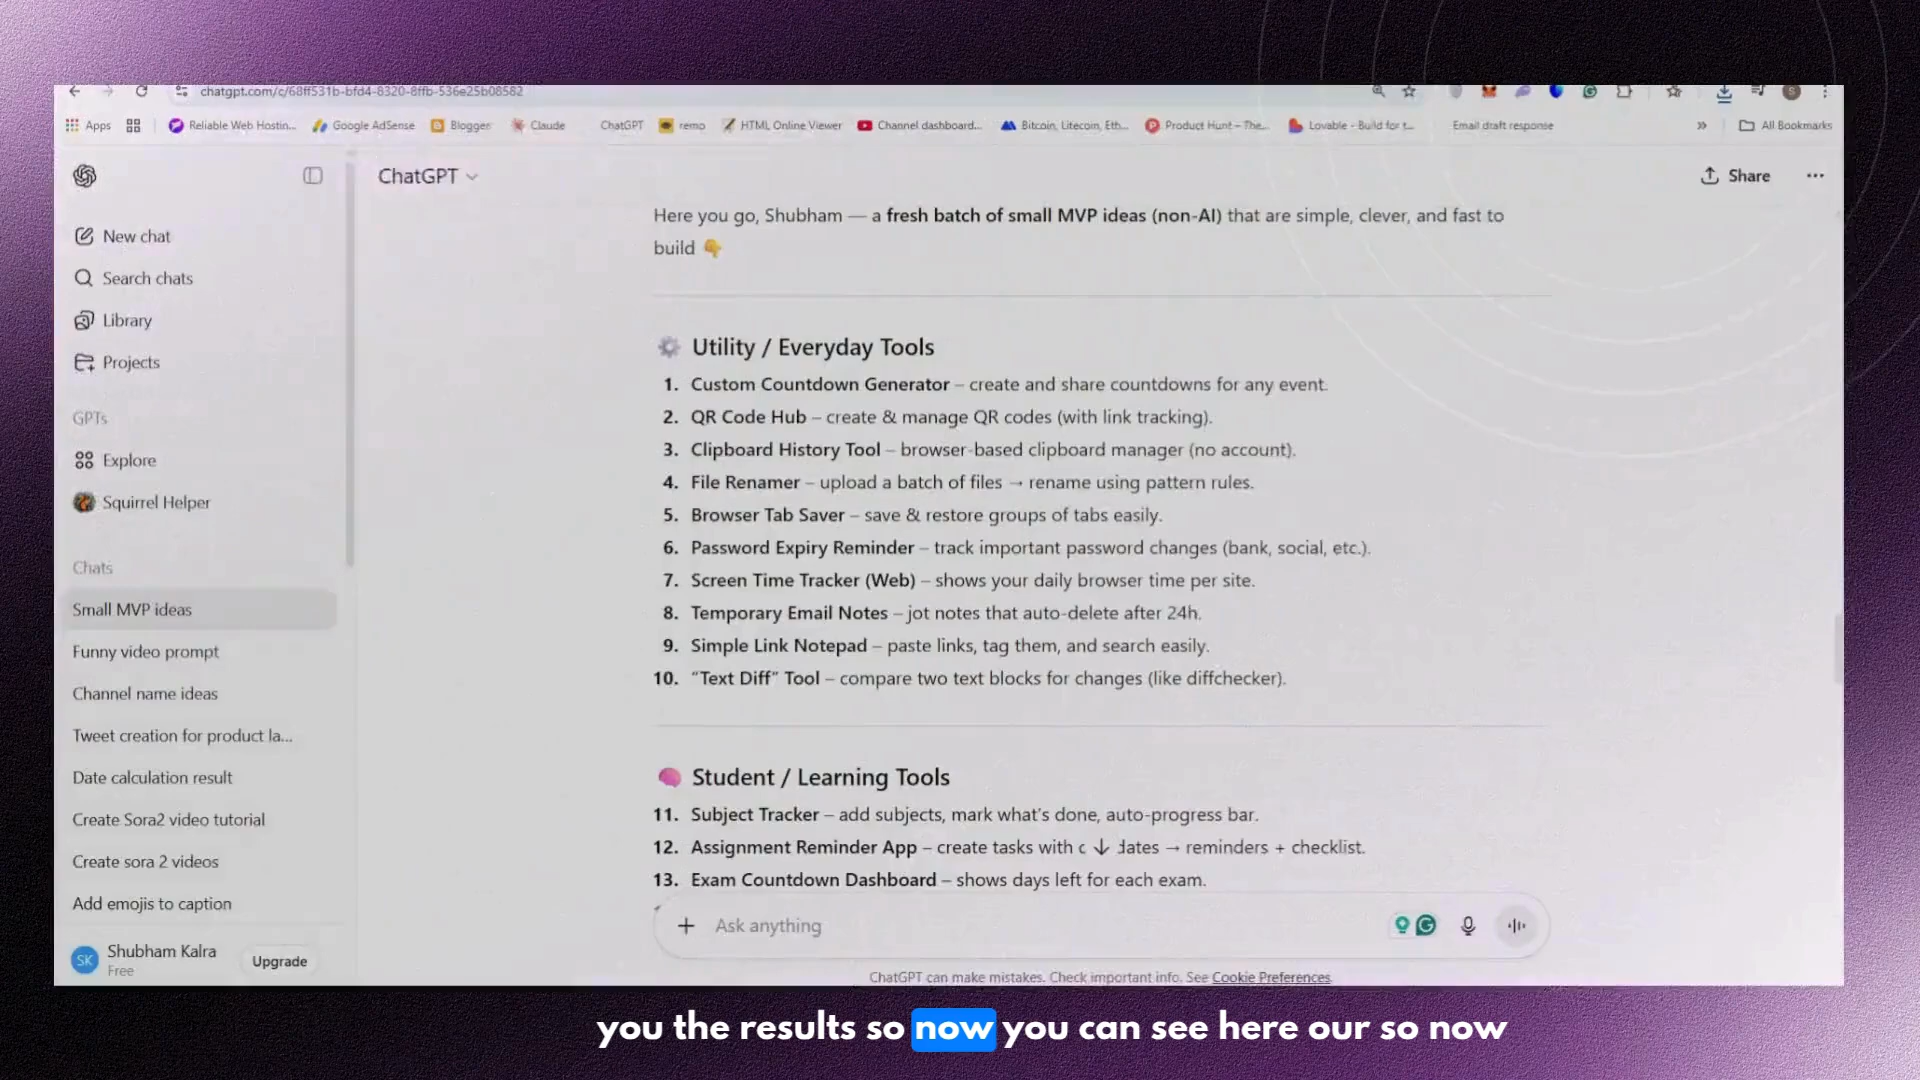 chatgpt.com/c/68ff531b-bfd4-8320-8ffb-536e25b08582
Apps Reliable Web Hostin... Google AdSense Blogger Claude ChatGPT remo HTML Online Viewer Channel dashboard... Bitcoin, Litecoin, Eth... Product Hunt – The... Lovable - Build for t... Email draft response » All Bookmarks
ChatGPT
Share
New chat
Search chats
Library
Projects
GPTs
Explore
Squirrel Helper
Chats
Small MVP ideas
Funny video prompt
Channel name ideas
Tweet creation for product la...
Date calculation result
Create Sora2 video tutorial
Create sora 2 videos
Add emojis to caption
SK
Shubham Kalra
Free
Upgrade
Here you go, Shubham — a fresh batch of small MVP ideas (non-AI) that are simple, clever, and fast to
build 👇
⚙️ Utility / Everyday Tools
1. Custom Countdown Generator – create and share countdowns for any event.
2. QR Code Hub – create & manage QR codes (with link tracking).
3. Clipboard History Tool – browser-based clipboard manager (no account).
4. File Renamer – upload a batch of files → rename using pattern rules.
5. Browser Tab Saver – save & restore groups of tabs easily.
6. Password Expiry Reminder – track important password changes (bank, social, etc.).
7. Screen Time Tracker (Web) – shows your daily browser time per site.
8. Temporary Email Notes – jot notes that auto-delete after 24h.
9. Simple Link Notepad – paste links, tag them, and search easily.
10. “Text Diff” Tool – compare two text blocks for changes (like diffchecker).
🧠 Student / Learning Tools
11. Subject Tracker – add subjects, mark what’s done, auto-progress bar.
12. Assignment Reminder App – create tasks with → reminders + checklist.
13. Exam Countdown Dashboard – shows days left for each exam.
Ask anything
ChatGPT can make mistakes. Check important info. See Cookie Preferences.
you the results so now you can see here our so now